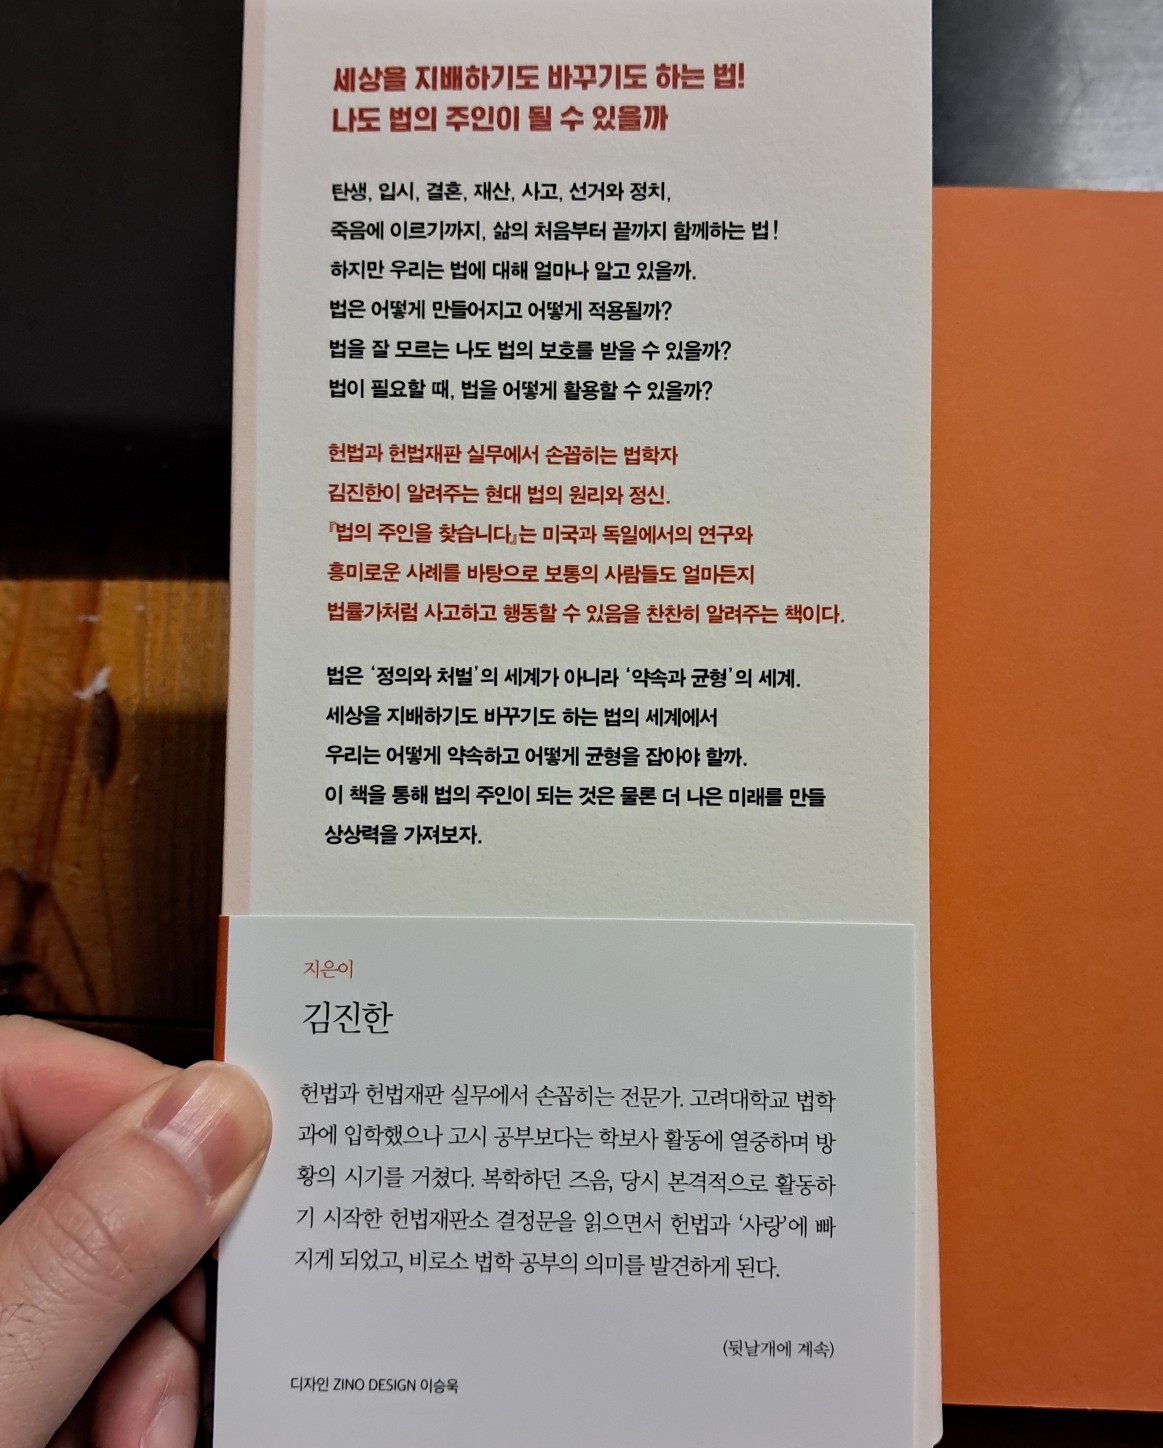 세상을 지배하기도 바꾸기도 하는 법!
나도 법의 주인이 될 수 있을까
탄생, 입시, 결혼, 재산, 사고, 선거와 정치,
죽음에 이르기까지, 삶의 처음부터 끝까지 함께하는 법!
하지만 우리는 법에 대해 얼마나 알고 있을까.
법은 어떻게 만들어지고 어떻게 적용될까?
법을 잘 모르는 나도 법의 보호를 받을 수 있을까?
법이 필요할 때, 법을 어떻게 활용할 수 있을까?
헌법과 헌법재판 실무에서 손꼽히는 법학자
김진한이 알려주는 현대 법의 원리와 정신.
『법의 주인을 찾습니다』는 미국과 독일에서의 연구와
흥미로운 사례를 바탕으로 보통의 사람들도 얼마든지
법률가처럼 사고하고 행동할 수 있음을 찬찬히 알려주는 책이다.
법은 ‘정의와 처벌’의 세계가 아니라 ‘약속과 균형’의 세계.
세상을 지배하기도 바꾸기도 하는 법의 세계에서
우리는 어떻게 약속하고 어떻게 균형을 잡아야 할까.
이 책을 통해 법의 주인이 되는 것은 물론 더 나은 미래를 만들
상상력을 가져보자.
지은이
김진한
헌법과 헌법재판 실무에서 손꼽히는 전문가. 고려대학교 법학
과에 입학했으나 고시 공부보다는 학보사 활동에 열중하며 방
황의 시기를 거쳤다. 복학하던 즈음, 당시 본격적으로 활동하
기 시작한 헌법재판소 결정문을 읽으면서 헌법과 ‘사랑’에 빠
지게 되었고, 비로소 법학 공부의 의미를 발견하게 된다.
(뒷날개에 계속)
디자인 ZINO DESIGN 이승욱